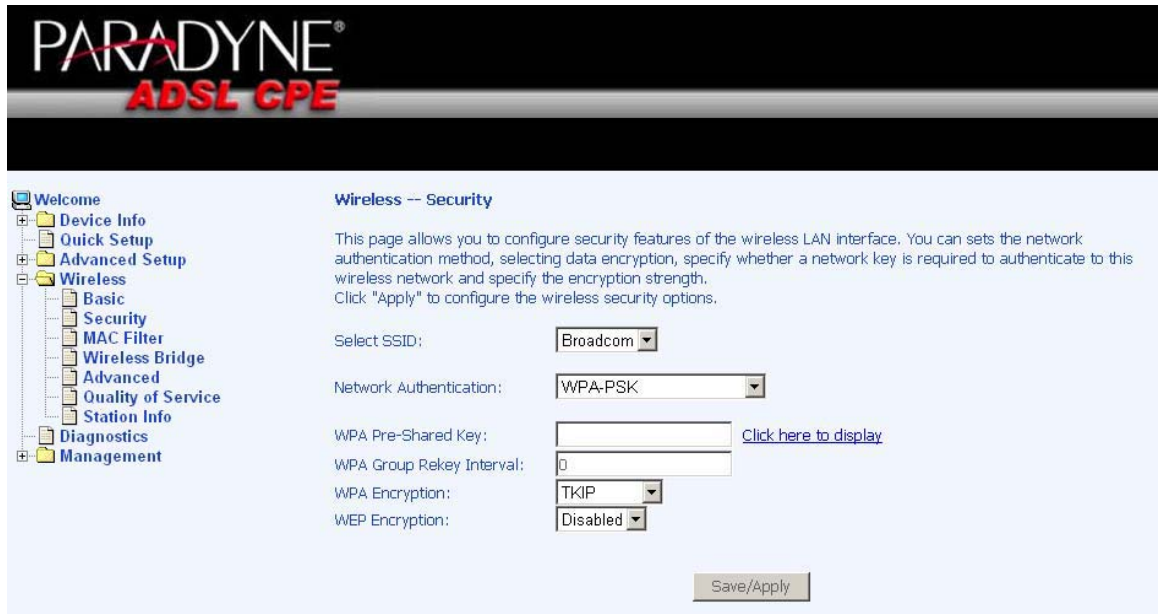 PARADYNE®
ADSL CPE
Welcome
Device Info
Quick Setup
Advanced Setup
Wireless
Basic
Security
MAC Filter
Wireless Bridge
Advanced
Quality of Service
Station Info
Diagnostics
Management
Wireless -- Security
This page allows you to configure security features of the wireless LAN interface. You can sets the network
authentication method, selecting data encryption, specify whether a network key is required to authenticate to this
wireless network and specify the encryption strength.
Click "Apply" to configure the wireless security options.
Select SSID: Broadcom
Network Authentication: WPA-PSK
WPA Pre-Shared Key: Click here to display
WPA Group Rekey Interval: 0
WPA Encryption: TKIP
WEP Encryption: Disabled
Save/Apply